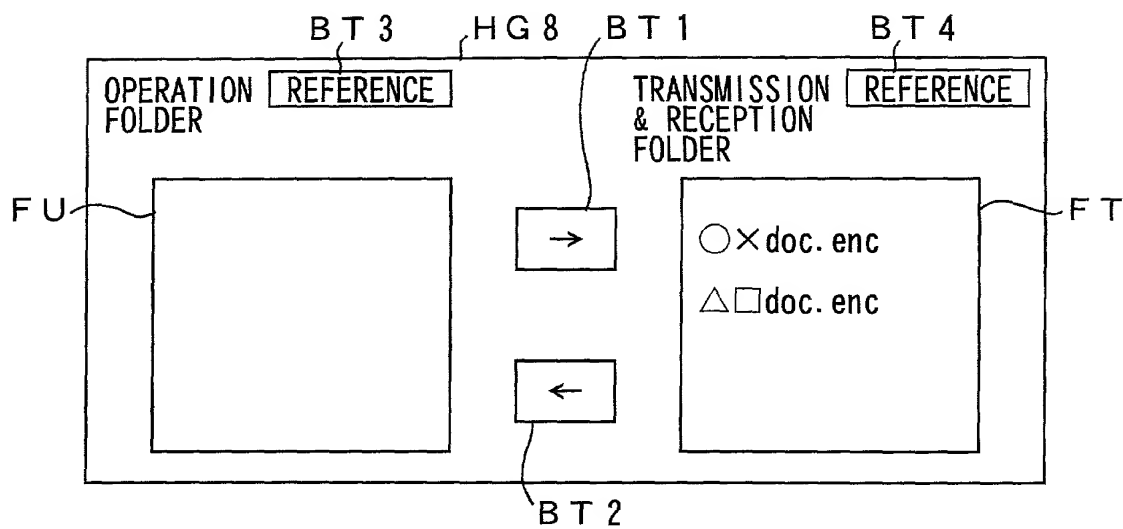 BT3 HG8 BT1 BT4
OPERATION REFERENCE
FOLDER
TRANSMISSION REFERENCE
& RECEPTION
FOLDER
FU
FT
→
○×doc.enc
△□doc.enc
←
BT2